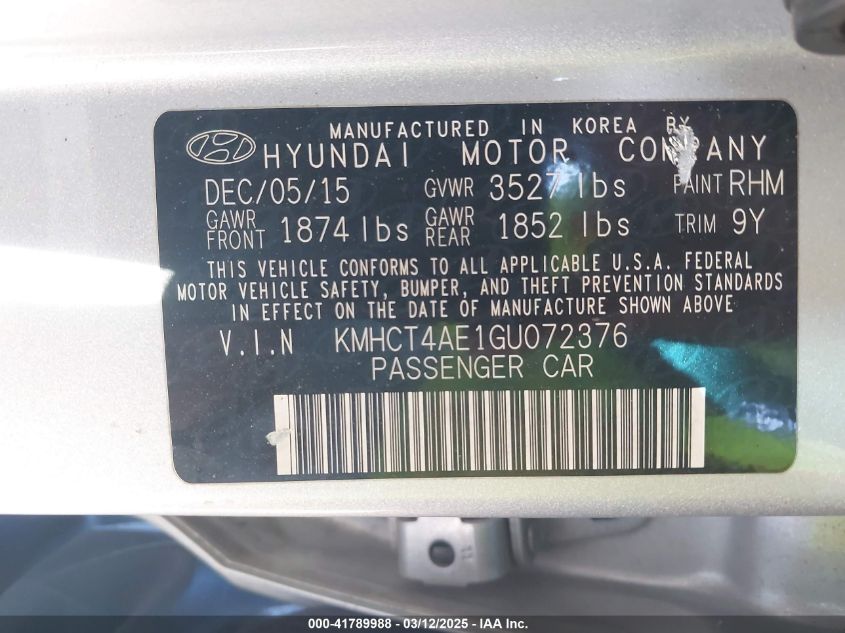 MANUFACTURED IN KOREA BY
HYUNDAI MOTOR COMPANY
DEC/05/15 GVWR 3527 lbs PAINT RHM
GAWR FRONT 1874 lbs GAWR REAR 1852 lbs TRIM 9Y
THIS VEHICLE CONFORMS TO ALL APPLICABLE U.S.A. FEDERAL
MOTOR VEHICLE SAFETY, BUMPER, AND THEFT PREVENTION STANDARDS
IN EFFECT ON THE DATE OF MANUFACTURE SHOWN ABOVE
V.I.N KMHCT4AE1GU072376
PASSENGER CAR
000-41789988 - 03/12/2025 - IAA Inc.